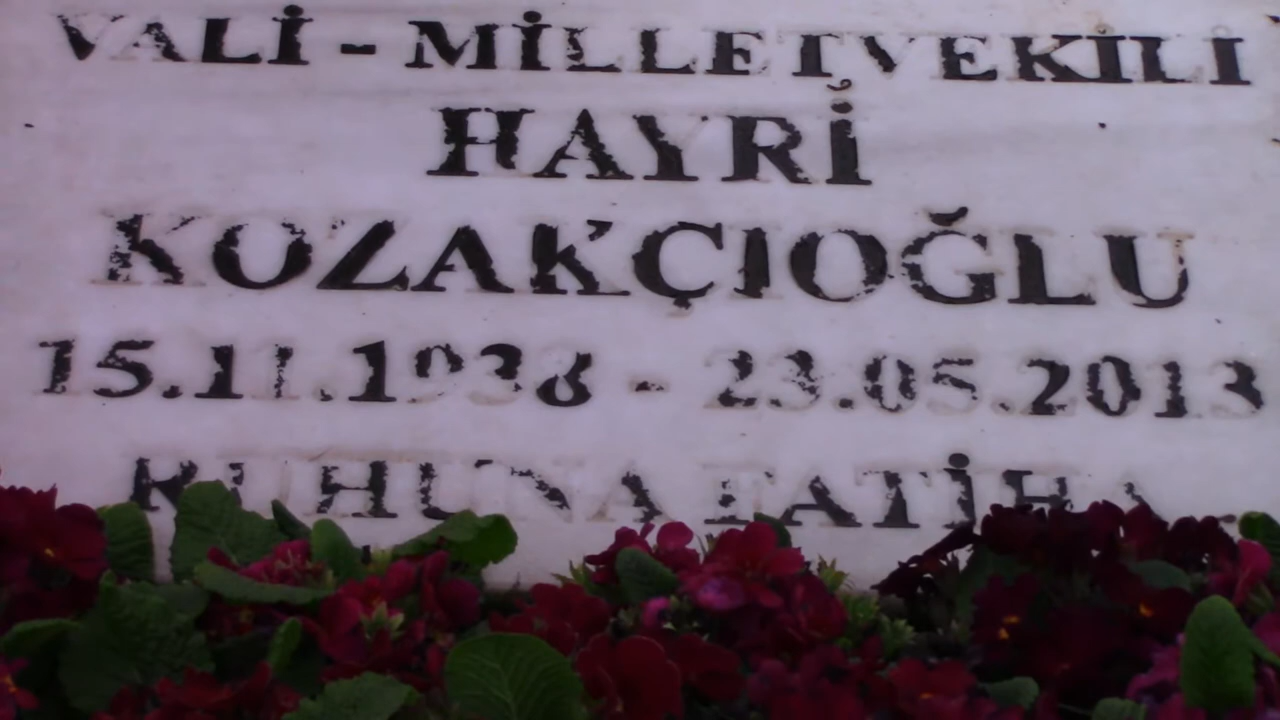 VALİ - MİLLETVEKİLİ
HAYRİ
KOZAKÇIOĞLU
15.11.1938 - 23.05.2013
RUHUNA FATİHA